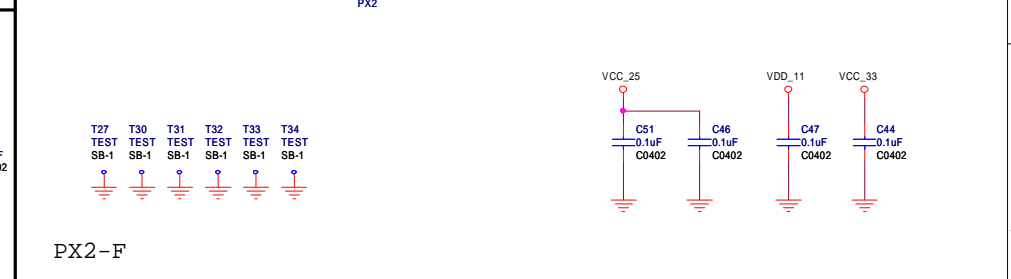 PX2
VCC_25
VDD_11
VCC_33
T27 T30 T31 T32 T33 T34
TEST TEST TEST TEST TEST TEST
SB-1 SB-1 SB-1 SB-1 SB-1 SB-1
C51
0.1uF
C0402
C46
0.1uF
C0402
C47
0.1uF
C0402
C44
0.1uF
C0402
PX2-F